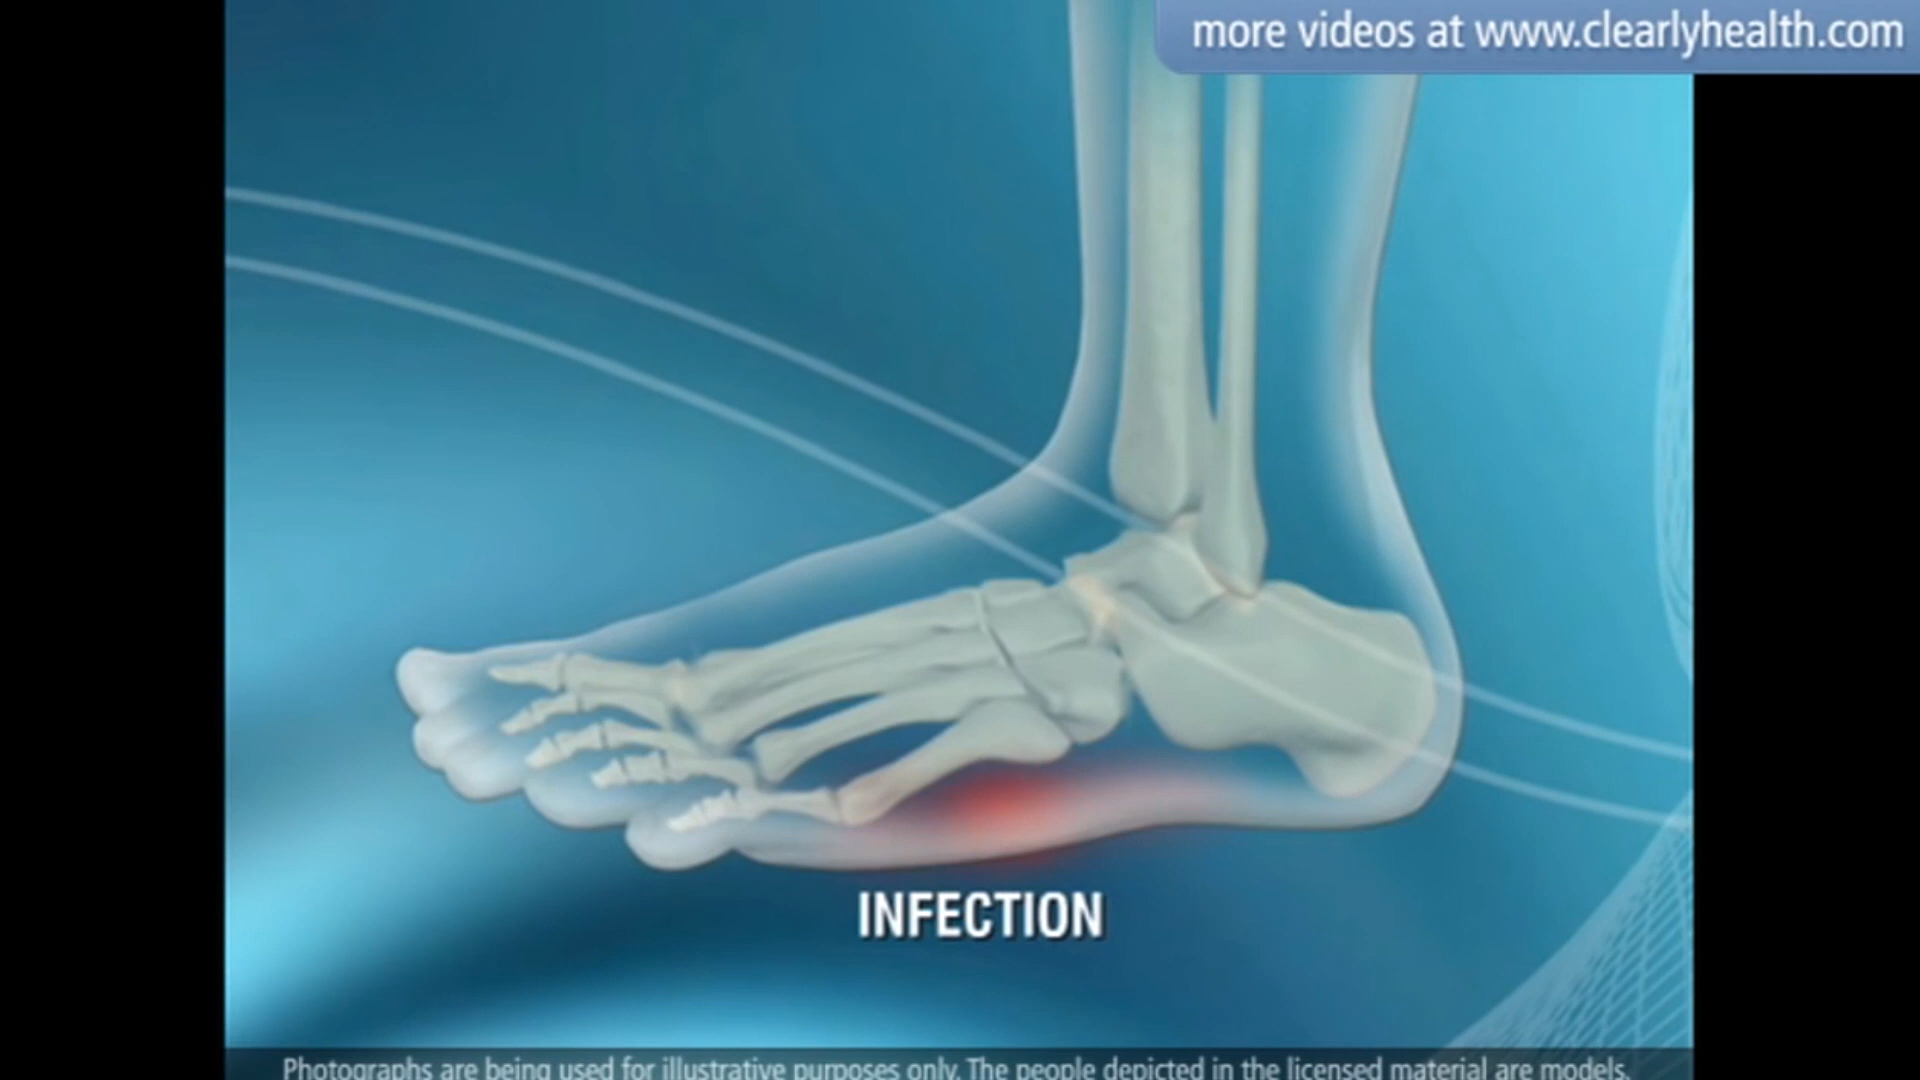 more videos at www.clearlyhealth.com
INFECTION
Photographs are being used for illustrative purposes only. The people depicted in the licensed material are models.